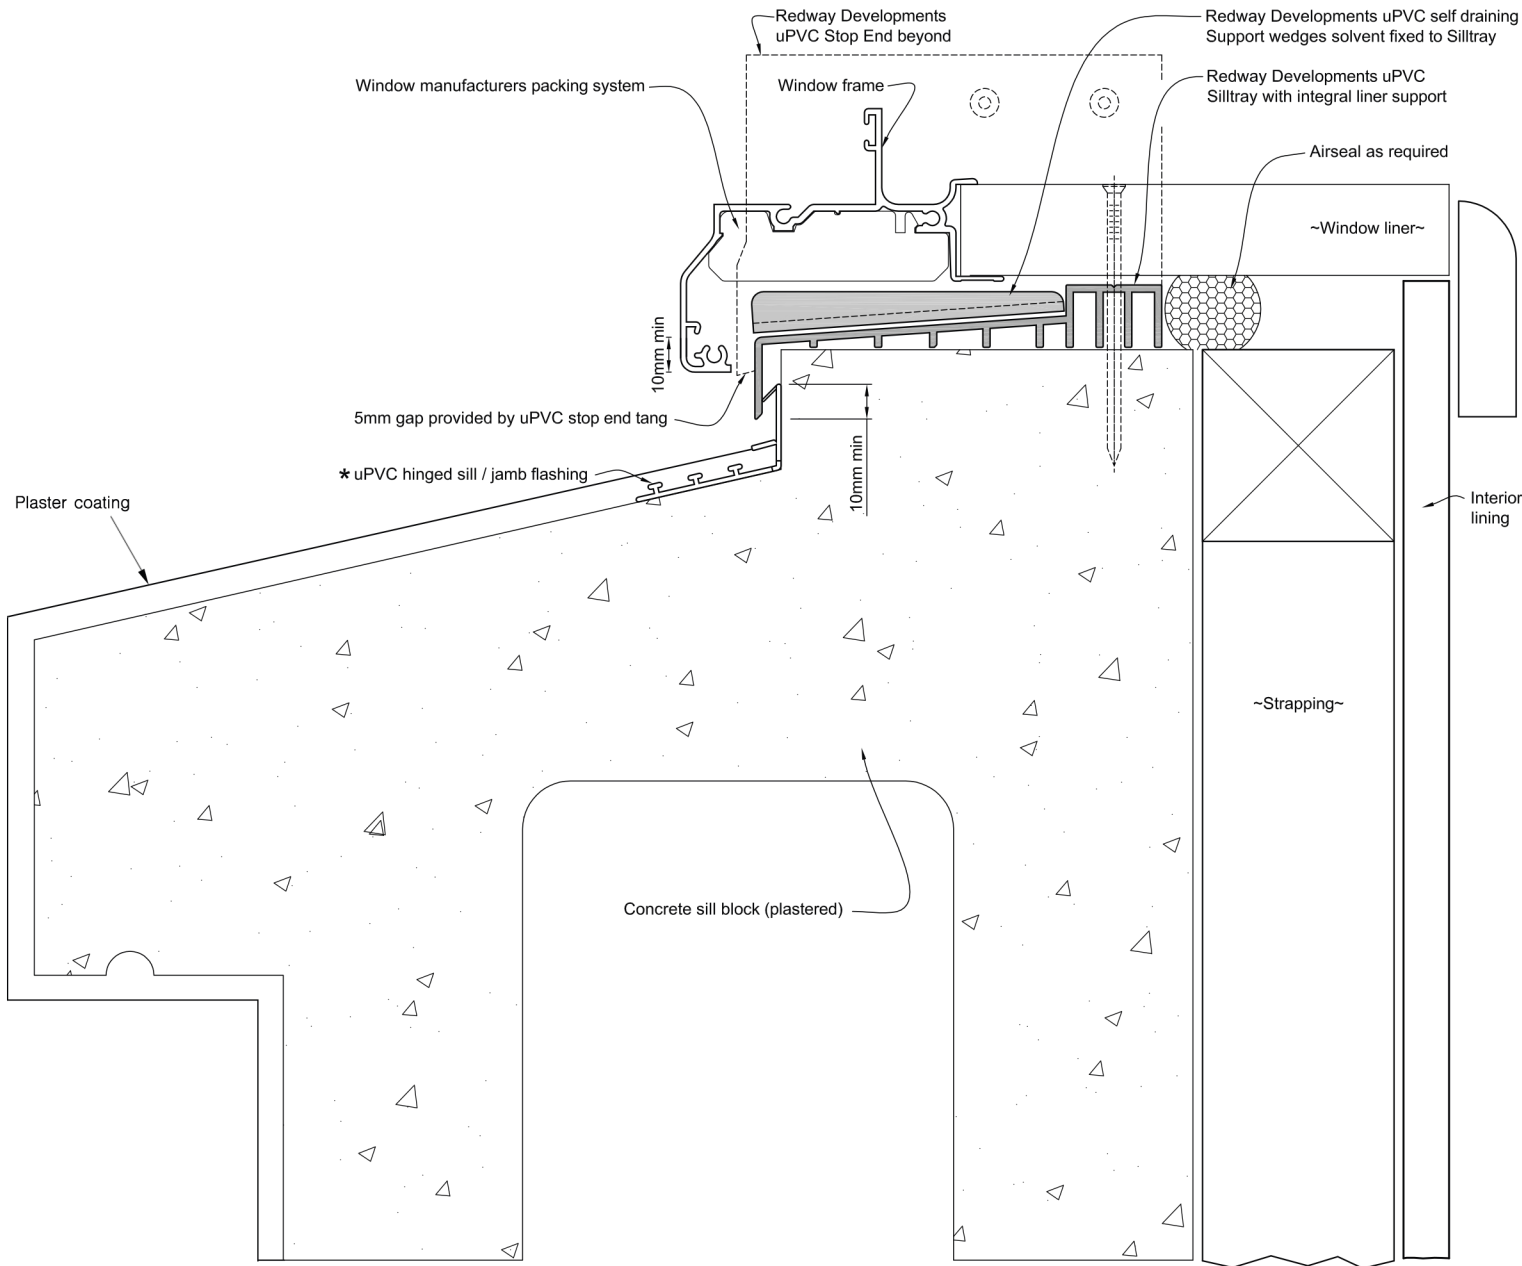 Redway Developments
uPVC Stop End beyond
Redway Developments uPVC self draining
Support wedges solvent fixed to Silltray
Window manufacturers packing system
Window frame
Redway Developments uPVC
Silltray with integral liner support
Airseal as required
~Window liner~
10mm min
5mm gap provided by uPVC stop end tang
10mm min
* uPVC hinged sill / jamb flashing
Plaster coating
Interior
lining
~Strapping~
Concrete sill block (plastered)